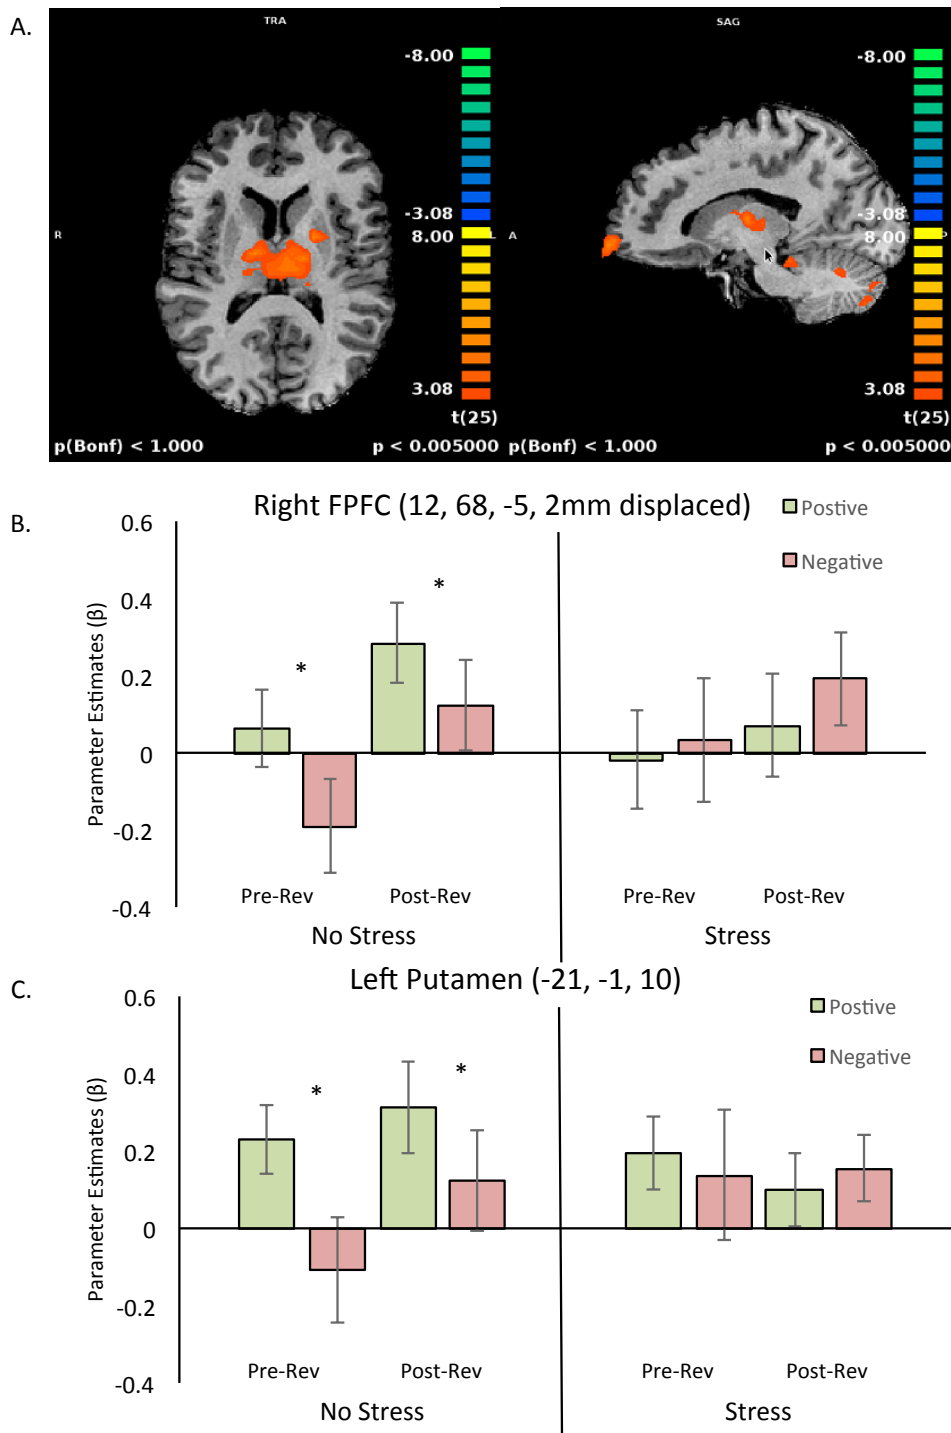 A.
TRA
SAG
-8.00
-8.00
-3.08
8.00
-3.08
8.00
R
L
A
P
3.08
3.08
t(25)
t(25)
p(Bonf) < 1.000
p < 0.005000
p(Bonf) < 1.000
p < 0.005000
B.
Right FPFC (12, 68, -5, 2mm displaced)
Postive
Negative
Parameter Estimates (β)
0.6
0.4
0.2
0
-0.2
-0.4
*
*
Pre-Rev
Post-Rev
Pre-Rev
Post-Rev
No Stress
Stress
C.
Left Putamen (-21, -1, 10)
Postive
Negative
Parameter Estimates (β)
0.6
0.4
0.2
0
-0.2
-0.4
*
*
Pre-Rev
Post-Rev
Pre-Rev
Post-Rev
No Stress
Stress